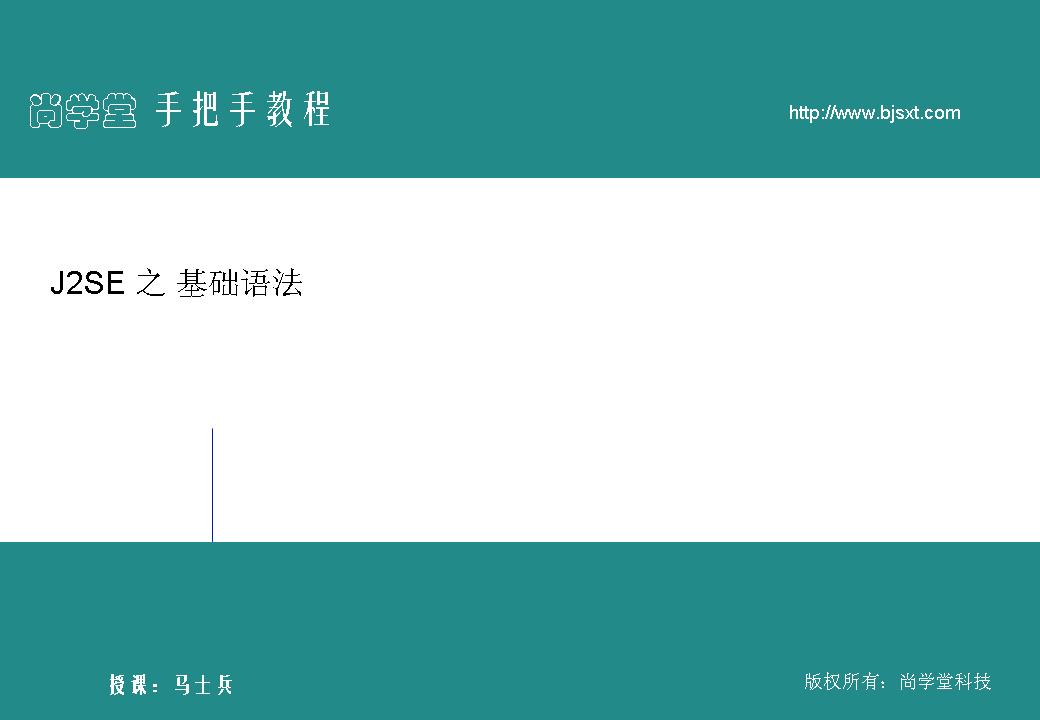 尚学堂 手把手教程
http://www.bjsxt.com
J2SE 之 基础语法
授课：马士兵
版权所有：尚学堂科技